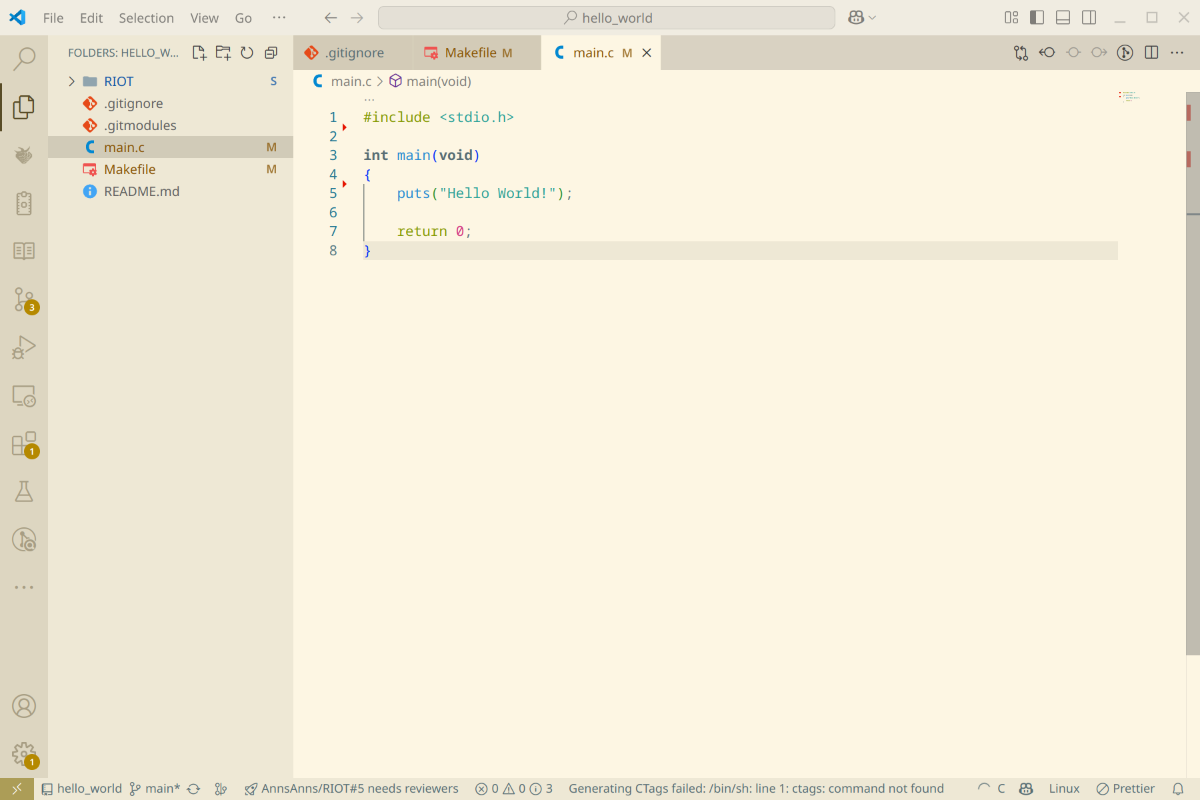 File Edit Selection View Go ··· hello_world
FOLDERS: HELLO_W... .gitignore Makefile M main.c M
RIOT S
.gitignore
.gitmodules
main.c M
Makefile M
README.md
main.c > main(void)
...
1 #include <stdio.h>
2
3 int main(void)
4 {
5 puts("Hello World!");
6
7 return 0;
8 }
3
1
1
hello_world main* AnnsAnns/RIOT#5 needs reviewers 0 0 3 Generating CTags failed: /bin/sh: line 1: ctags: command not found C Linux Prettier